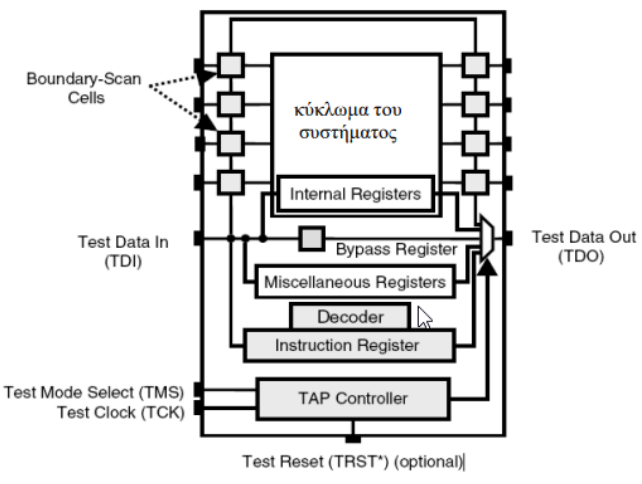 Boundary-Scan
Cells
κύκλωμα του
συστήματος
Internal Registers
Test Data In
(TDI)
Bypass Register
Test Data Out
(TDO)
Miscellaneous Registers
Decoder
Instruction Register
Test Mode Select (TMS)
Test Clock (TCK)
TAP Controller
Test Reset (TRST*) (optional)